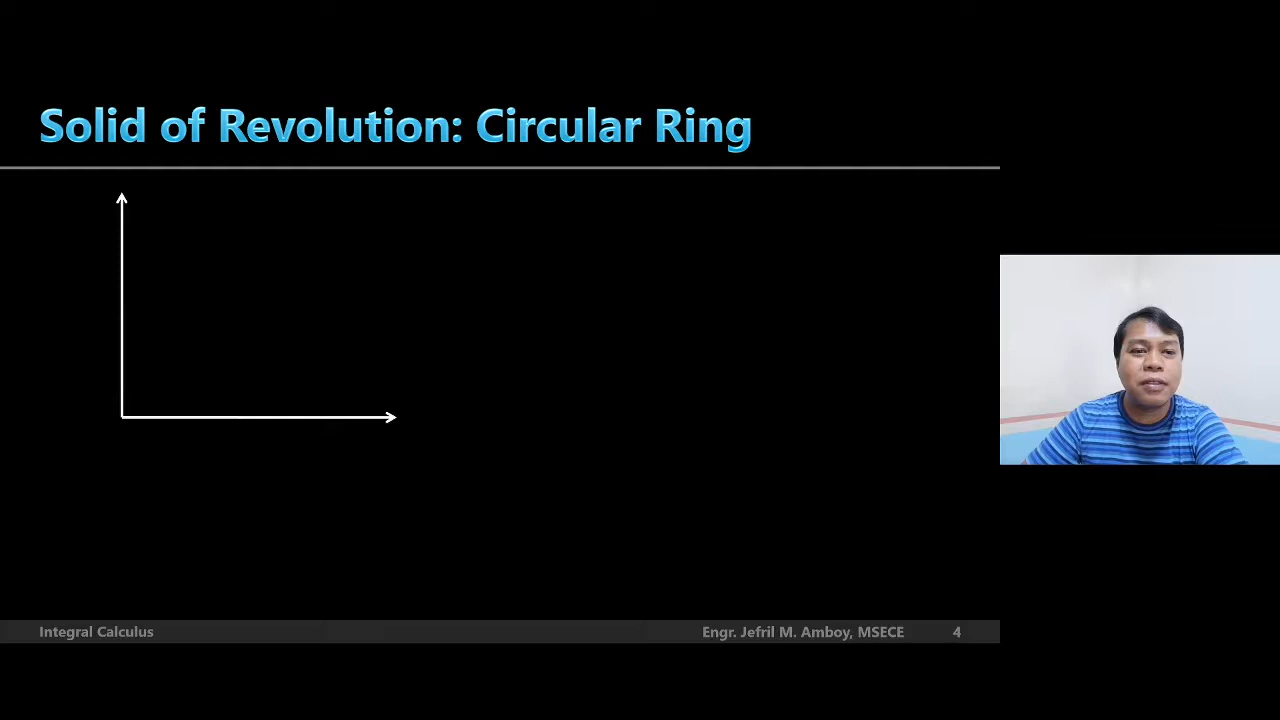 Solid of Revolution: Circular Ring
Integral Calculus
Engr. Jefril M. Amboy, MSECE
4